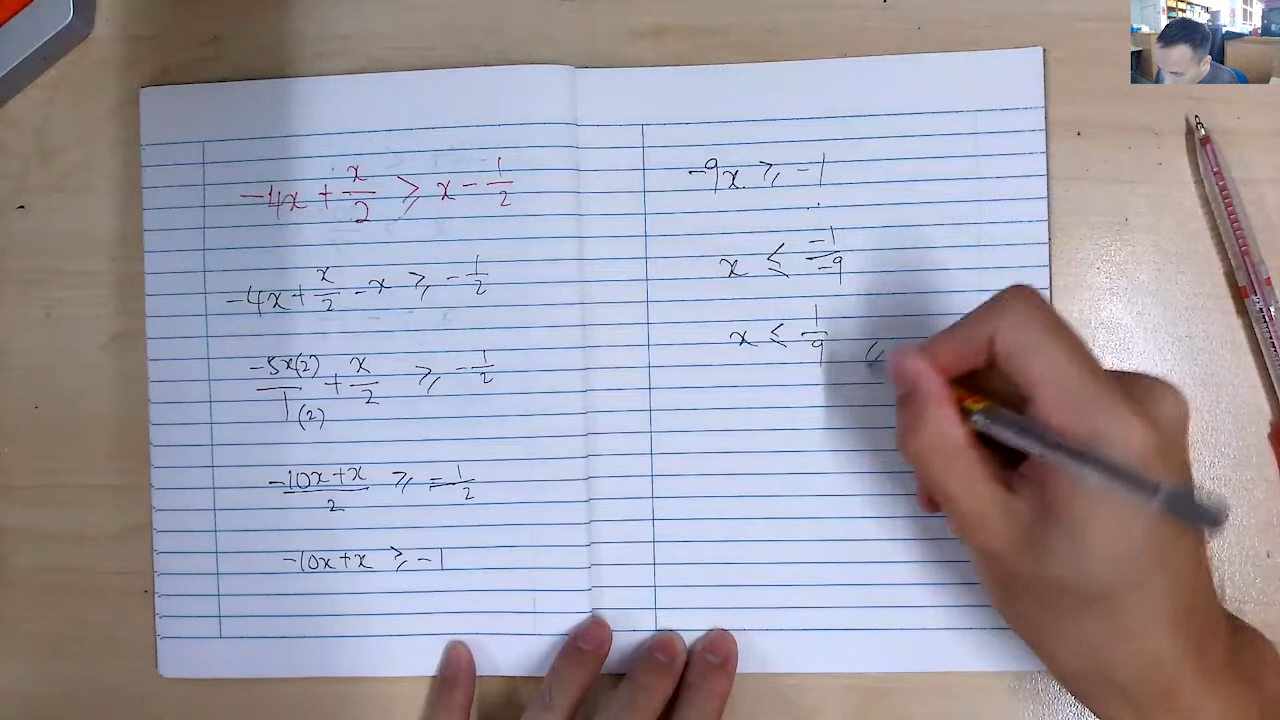 -4x + x/2 ≥ x - 1/2
-4x + x/2 - x ≥ -1/2
-5x(2)/1(2) + x/2 ≥ -1/2
-10x+x/2 ≥ -1/2
-10x+x ≥ -1
-9x ≥ -1
x ≤ -1/-9
x ≤ 1/9 ≥